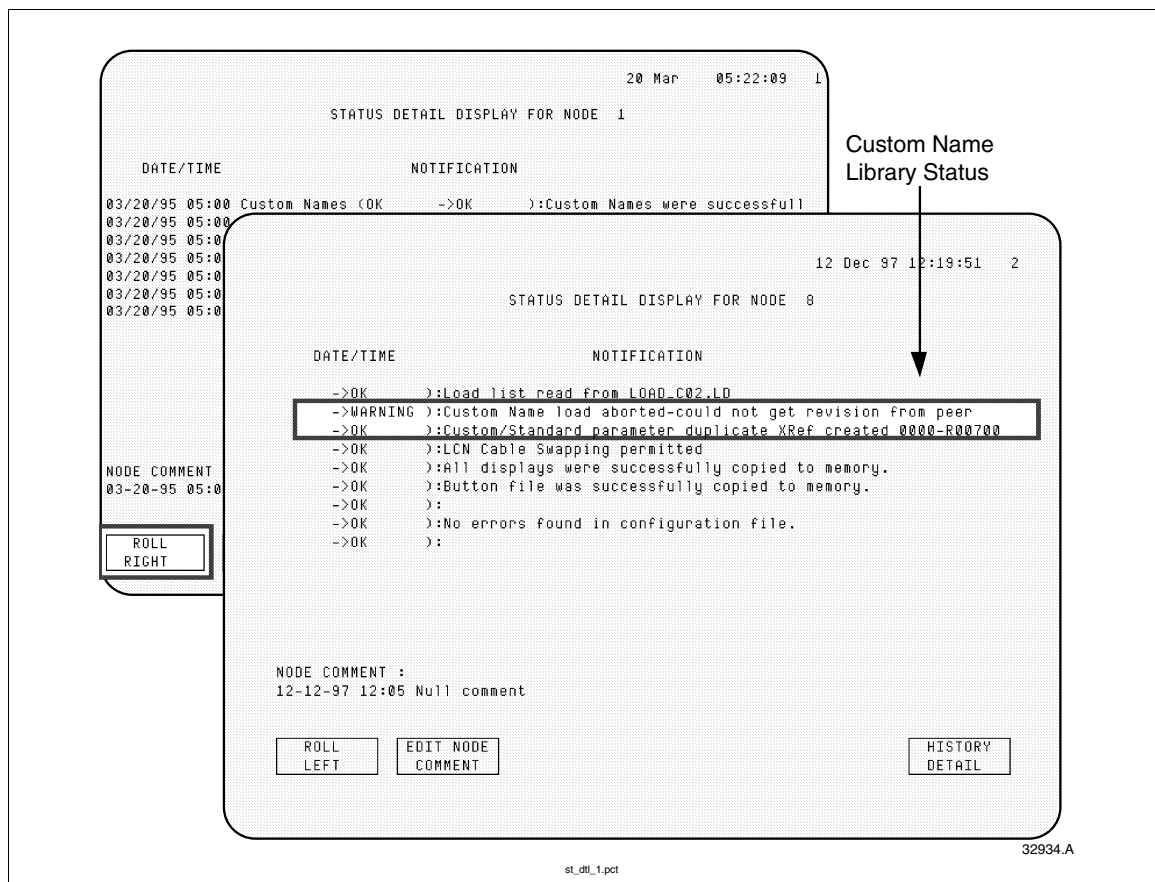 20 Mar 05:22:09 1
STATUS DETAIL DISPLAY FOR NODE 1
DATE/TIME NOTIFICATION
03/20/95 05:00 Custom Names (OK ->OK ):Custom Names were successfull
03/20/95 05:00
03/20/95 05:0
03/20/95 05:0
03/20/95 05:0
03/20/95 05:0
03/20/95 05:0
NODE COMMENT
03-20-95 05:0
ROLL
RIGHT
Custom Name
Library Status
12 Dec 97 12:19:51 2
STATUS DETAIL DISPLAY FOR NODE 8
DATE/TIME NOTIFICATION
->OK ):Load list read from LOAD_C02.LD
->WARNING ):Custom Name load aborted-could not get revision from peer
->OK ):Custom/Standard parameter duplicate XRef created 0000-R00700
->OK ):LCN Cable Swapping permitted
->OK ):All displays were successfully copied to memory.
->OK ):Button file was successfully copied to memory.
->OK ):
->OK ):No errors found in configuration file.
->OK ):
NODE COMMENT :
12-12-97 12:05 Null comment
ROLL
LEFT
EDIT NODE
COMMENT
HISTORY
DETAIL
32934.A
st_dtl_1.pct